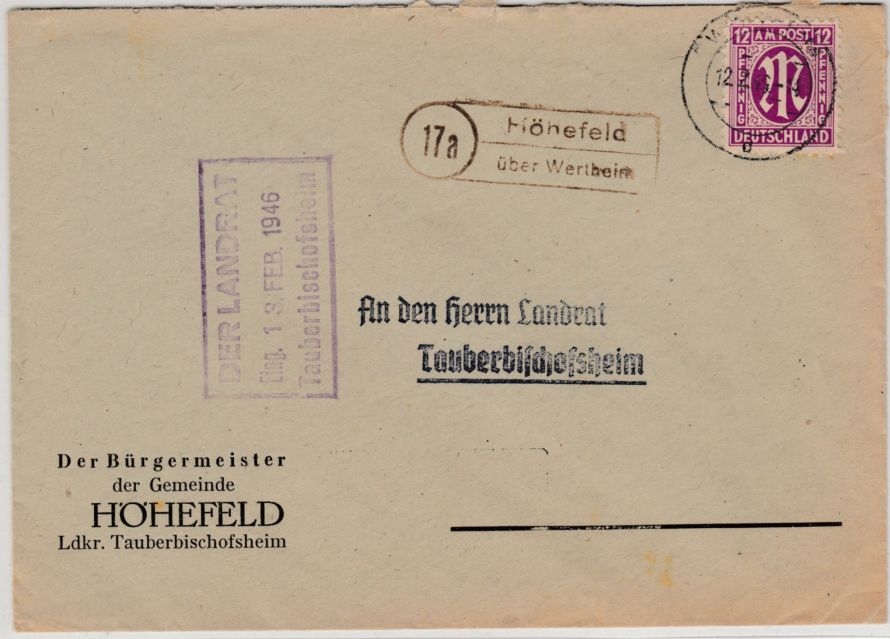 12 AM POST 12
PFENNIG
PFENNIG
DEUTSCHLAND
17a
Höhefeld
über Wertheim
DER LANDRAT
Eing. 13. FEB. 1946
Tauberbischofsheim
An den Herrn Landrat
Tauberbischofsheim
Der Bürgermeister
der Gemeinde
HÖHEFELD
Ldkr. Tauberbischofsheim